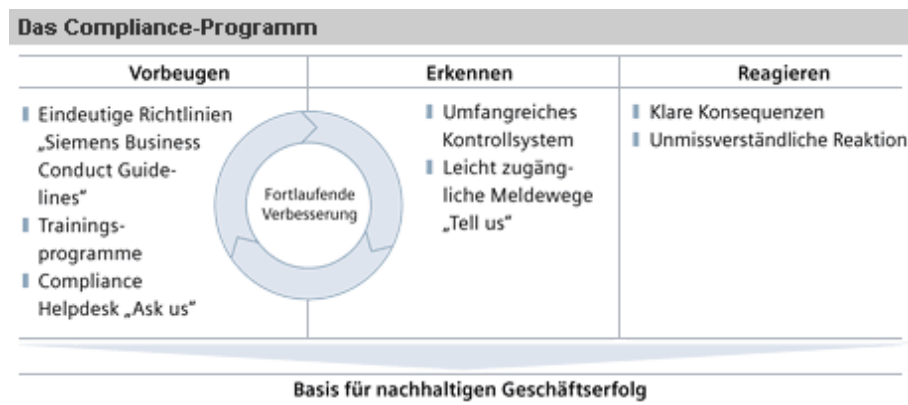 Das Compliance-Programm
Vorbeugen
Eindeutige Richtlinien
„Siemens Business
Conduct Guide-
lines“
Trainings-
programme
Compliance
Helpdesk „Ask us“
Fortlaufende
Verbesserung
Erkennen
Umfangreiches
Kontrollsystem
Leicht zugäng-
liche Meldewege
„Tell us“
Reagieren
Klare Konsequenzen
Unmissverständliche Reaktion
Basis für nachhaltigen Geschäftserfolg